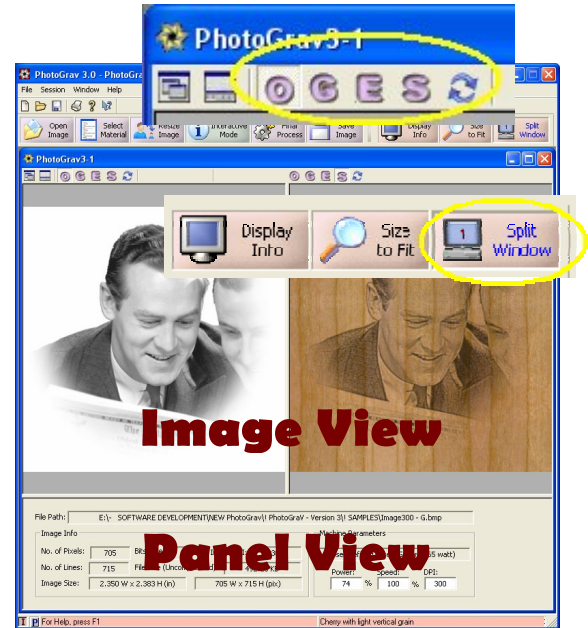 PhotoGrav3-1
O G E S
PhotoGrav 3.0 - PhotoGra
File Session Window Help
Open Image
Select Material
Resize Image
Interactive Mode
Final Process
Save Image
Display Info
Size to Fit
Split Window
PhotoGrav3-1
O G E S
O G E S
Display Info
Size to Fit
1 Split Window
Image View
File Path: E:\- SOFTWARE DEVELOPMENT\NEW PhotoGrav\! PhotoGraV - Version 3\! SAMPLES\Image300 - G.bmp
Image Info
Machine Parameters
No. of Pixels: 705
No. of Lines: 715
Image Size: 2.350 W x 2.383 H (in) 705 W x 715 H (pix)
Power: Speed: DPI:
74 % 100 % 300
Panel View
I P For Help, press F1
Cherry with light vertical grain